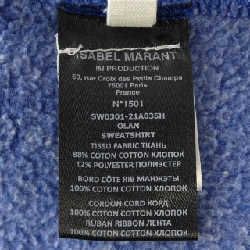 ISABEL MARANT
IM PRODUCTION
50, rue Croix des Petits Champs
75001 Paris
France
N°1501
SW0301-21A035H
OLAN
SWEATSHIRT
TISSU FABRIC ТКАНЬ
88% COTON COTTON ХЛОПОК
12% POLYESTER ПОЛИЭСТЕР
BORD CÔTE RIB МАНЖЕТЫ
100% COTON COTTON ХЛОПОК
CORDON CORD КОРД
100% COTON COTTON ХЛОПОК
RUBAN RIBBON ЛЕНТА
100% COTON COTTON ХЛОПОК